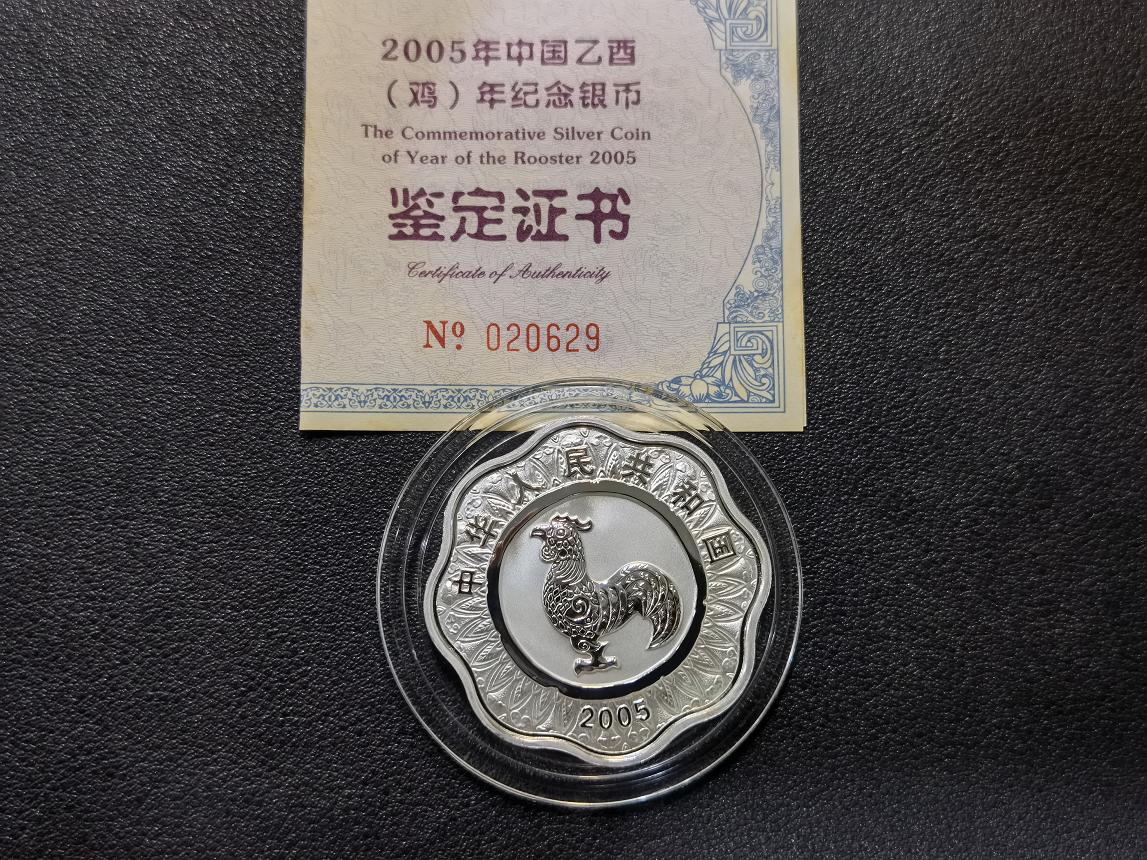 2005年中国乙酉
（鸡）年纪念银币
The Commemorative Silver Coin
of Year of the Rooster 2005
鉴定证书
Certificate of Authenticity
Nº 020629
中华人民共和国
2005